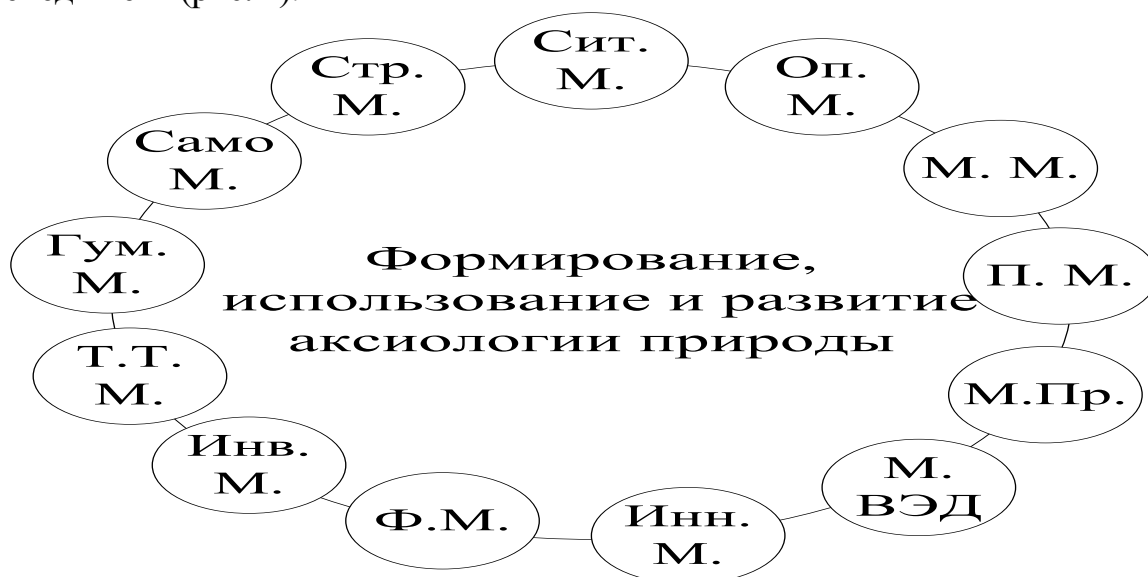 Сит.
М.
Стр.
М.
Оп.
М.
Само
М.
М. М.
Гум.
М.
Формирование,
использование и развитие
аксиологии природы
П. М.
Т.Т.
М.
М.Пр.
Инв.
М.
М.
ВЭД
Ф.М.
Инн.
М.